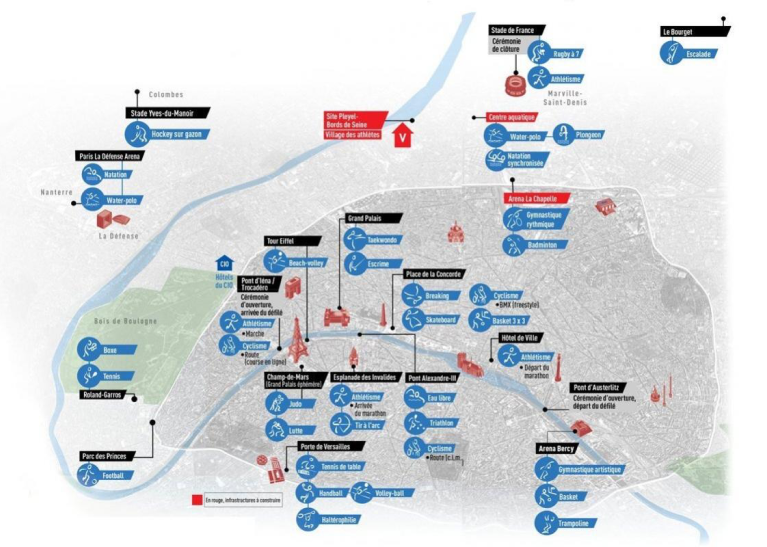 Le Bourget
Escalade
Stade de France
Cérémonie
de clôture
Rugby à 7
Athlétisme
Marville-
Saint-Denis
Colombes
Stade Yves-du-Manoir
Hockey sur gazon
Site Pleyel-
Bords de Seine
Village des athlètes
V
Centre aquatique
Water-polo
Plongeon
Natation
synchronisée
Paris La Défense Arena
Natation
Water-polo
Nanterre
La Défense
Arena La Chapelle
Gymnastique
rythmique
Badminton
Grand Palais
Taekwondo
Escrime
Tour Eiffel
Beach-volley
CIO
Hôtels
du CIO
Pont d'Iéna /
Trocadéro
Cérémonie
d'ouverture,
arrivée du défilé
Athlétisme
• Marche
Cyclisme
• Route
(course en ligne)
Place de la Concorde
Breaking
Skateboard
Cyclisme
• BMX (freestyle)
Basket 3 x 3
Hôtel de Ville
Athlétisme
• Départ du
marathon
Bois de Boulogne
Boxe
Tennis
Roland-Garros
Champ-de-Mars
(Grand Palais éphémère)
Judo
Lutte
Esplanade des Invalides
Athlétisme
• Arrivée
du marathon
Tir à l'arc
Pont Alexandre-III
Eau libre
Triathlon
Cyclisme
• Route (c.l.m.)
Pont d'Austerlitz
Cérémonie d'ouverture,
départ du défilé
Arena Bercy
Gymnastique artistique
Basket
Trampoline
Parc des Princes
Football
Porte de Versailles
Tennis de table
Handball
Volley-ball
Haltérophilie
En rouge, infrastructures à construire